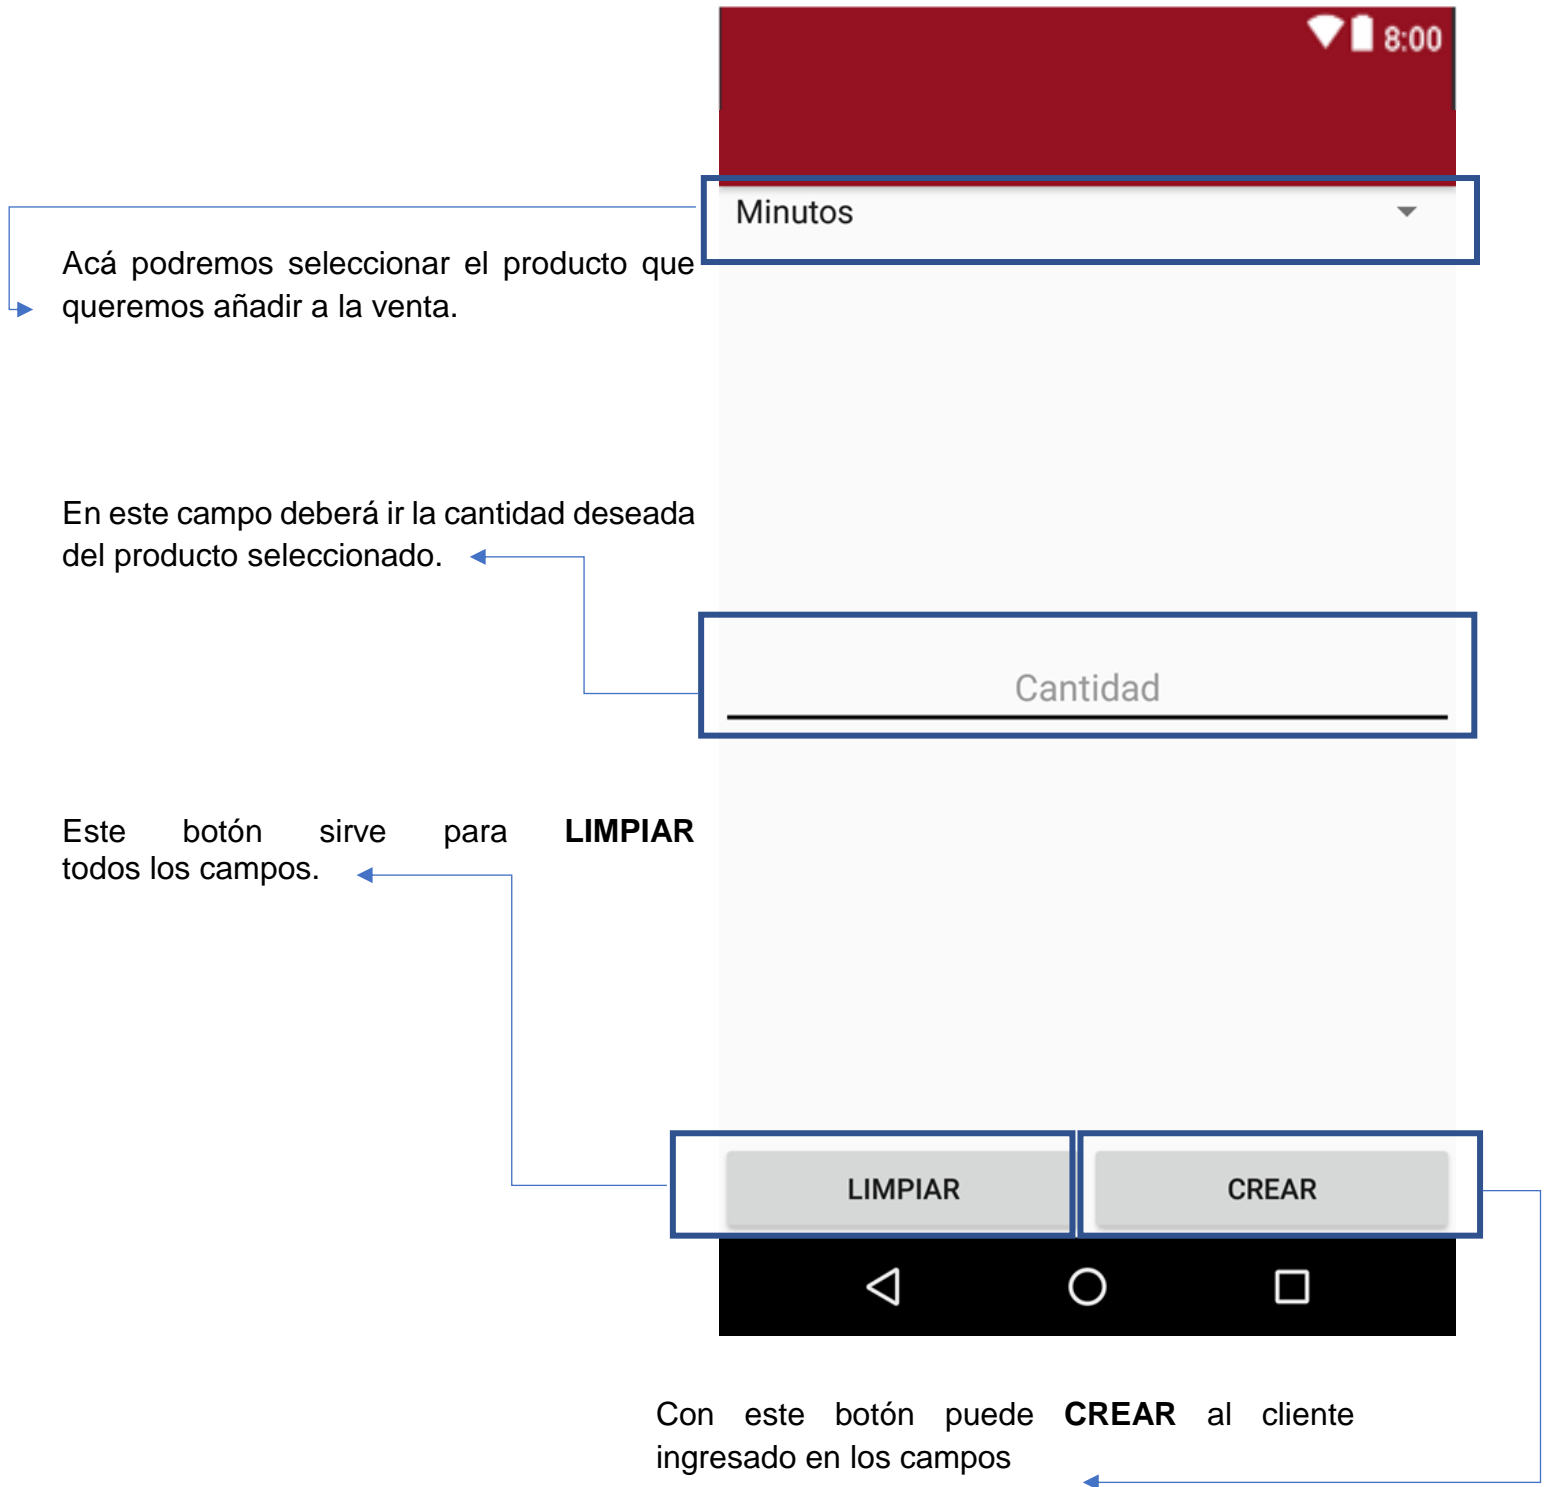 8:00
Minutos
Acá podremos seleccionar el producto que
queremos añadir a la venta.
En este campo deberá ir la cantidad deseada
del producto seleccionado.
Cantidad
Este botón sirve para LIMPIAR
todos los campos.
LIMPIAR
CREAR
Con este botón puede CREAR al cliente
ingresado en los campos